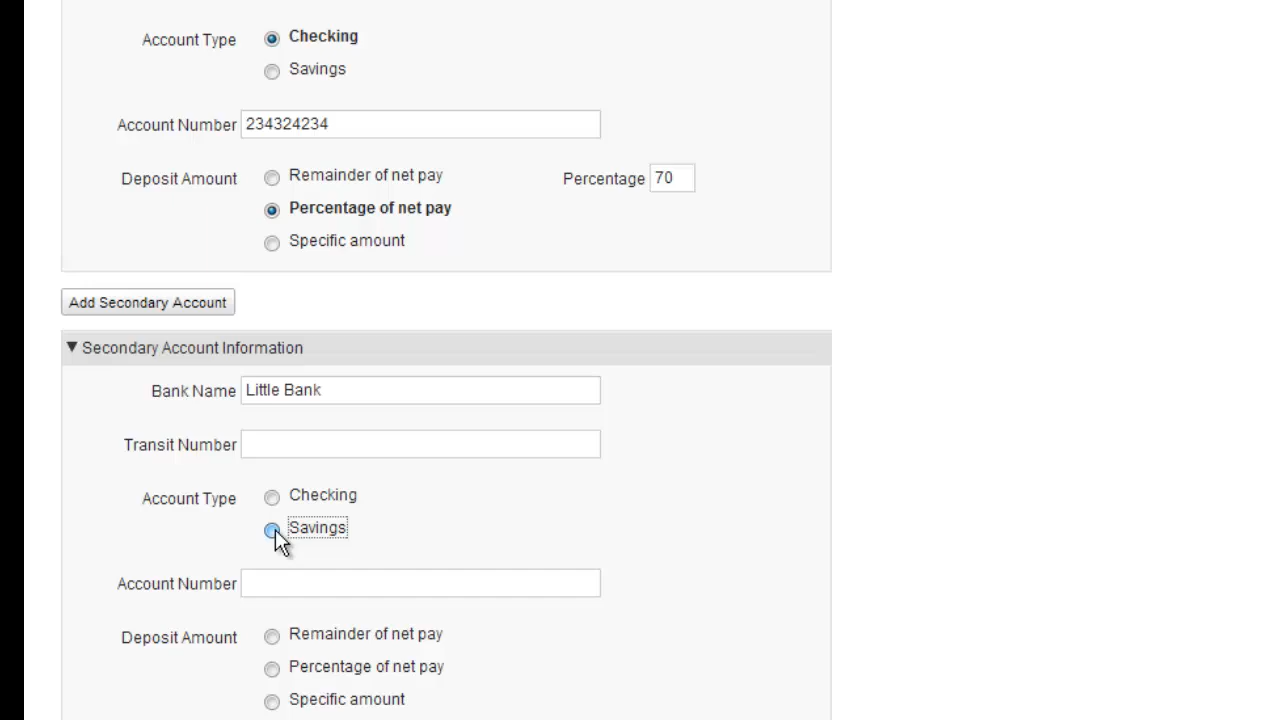 Account Type Checking
Savings
Account Number 234324234
Deposit Amount Remainder of net pay Percentage 70
Percentage of net pay
Specific amount
Add Secondary Account
Secondary Account Information
Bank Name Little Bank
Transit Number
Account Type Checking
Savings
Account Number
Deposit Amount Remainder of net pay
Percentage of net pay
Specific amount